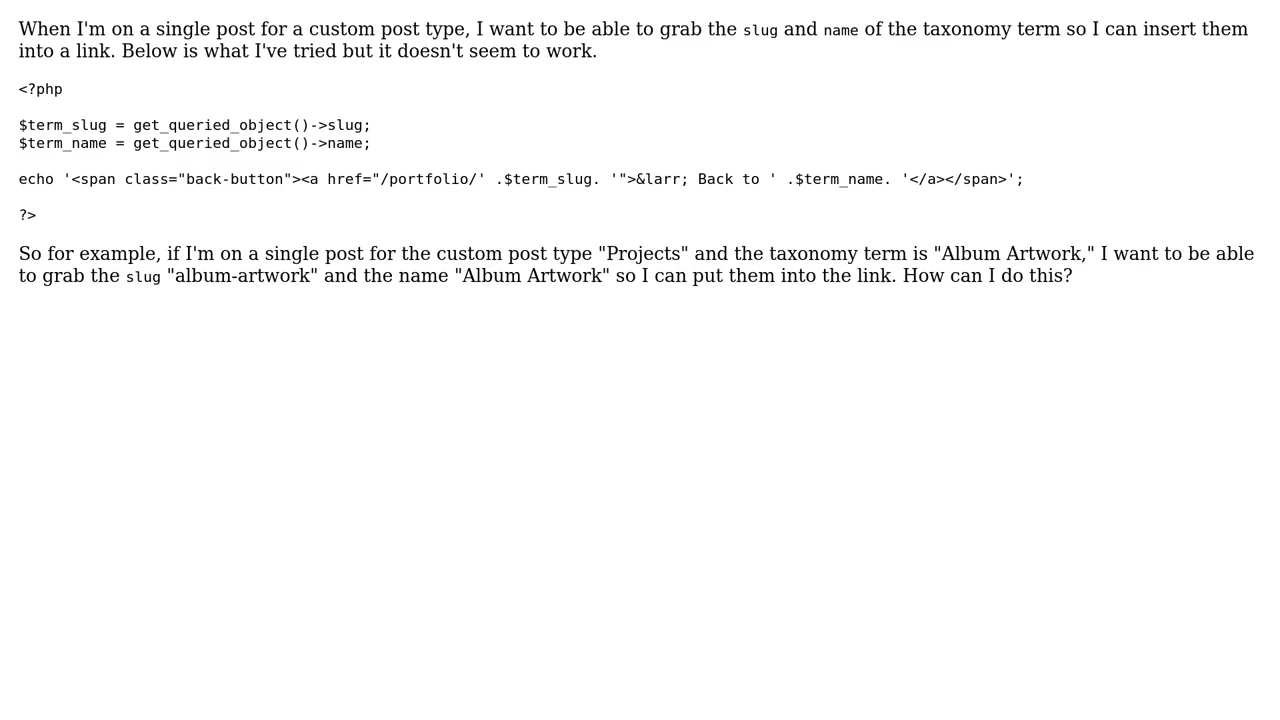 When I'm on a single post for a custom post type, I want to be able to grab the slug and name of the taxonomy term so I can insert them
into a link. Below is what I've tried but it doesn't seem to work.
<?php
$term_slug = get_queried_object()->slug;
$term_name = get_queried_object()->name;
echo '<span class="back-button"><a href="/portfolio/' .$term_slug. '">&larr; Back to ' .$term_name. '</a></span>';
?>
So for example, if I'm on a single post for the custom post type "Projects" and the taxonomy term is "Album Artwork," I want to be able
to grab the slug "album-artwork" and the name "Album Artwork" so I can put them into the link. How can I do this?